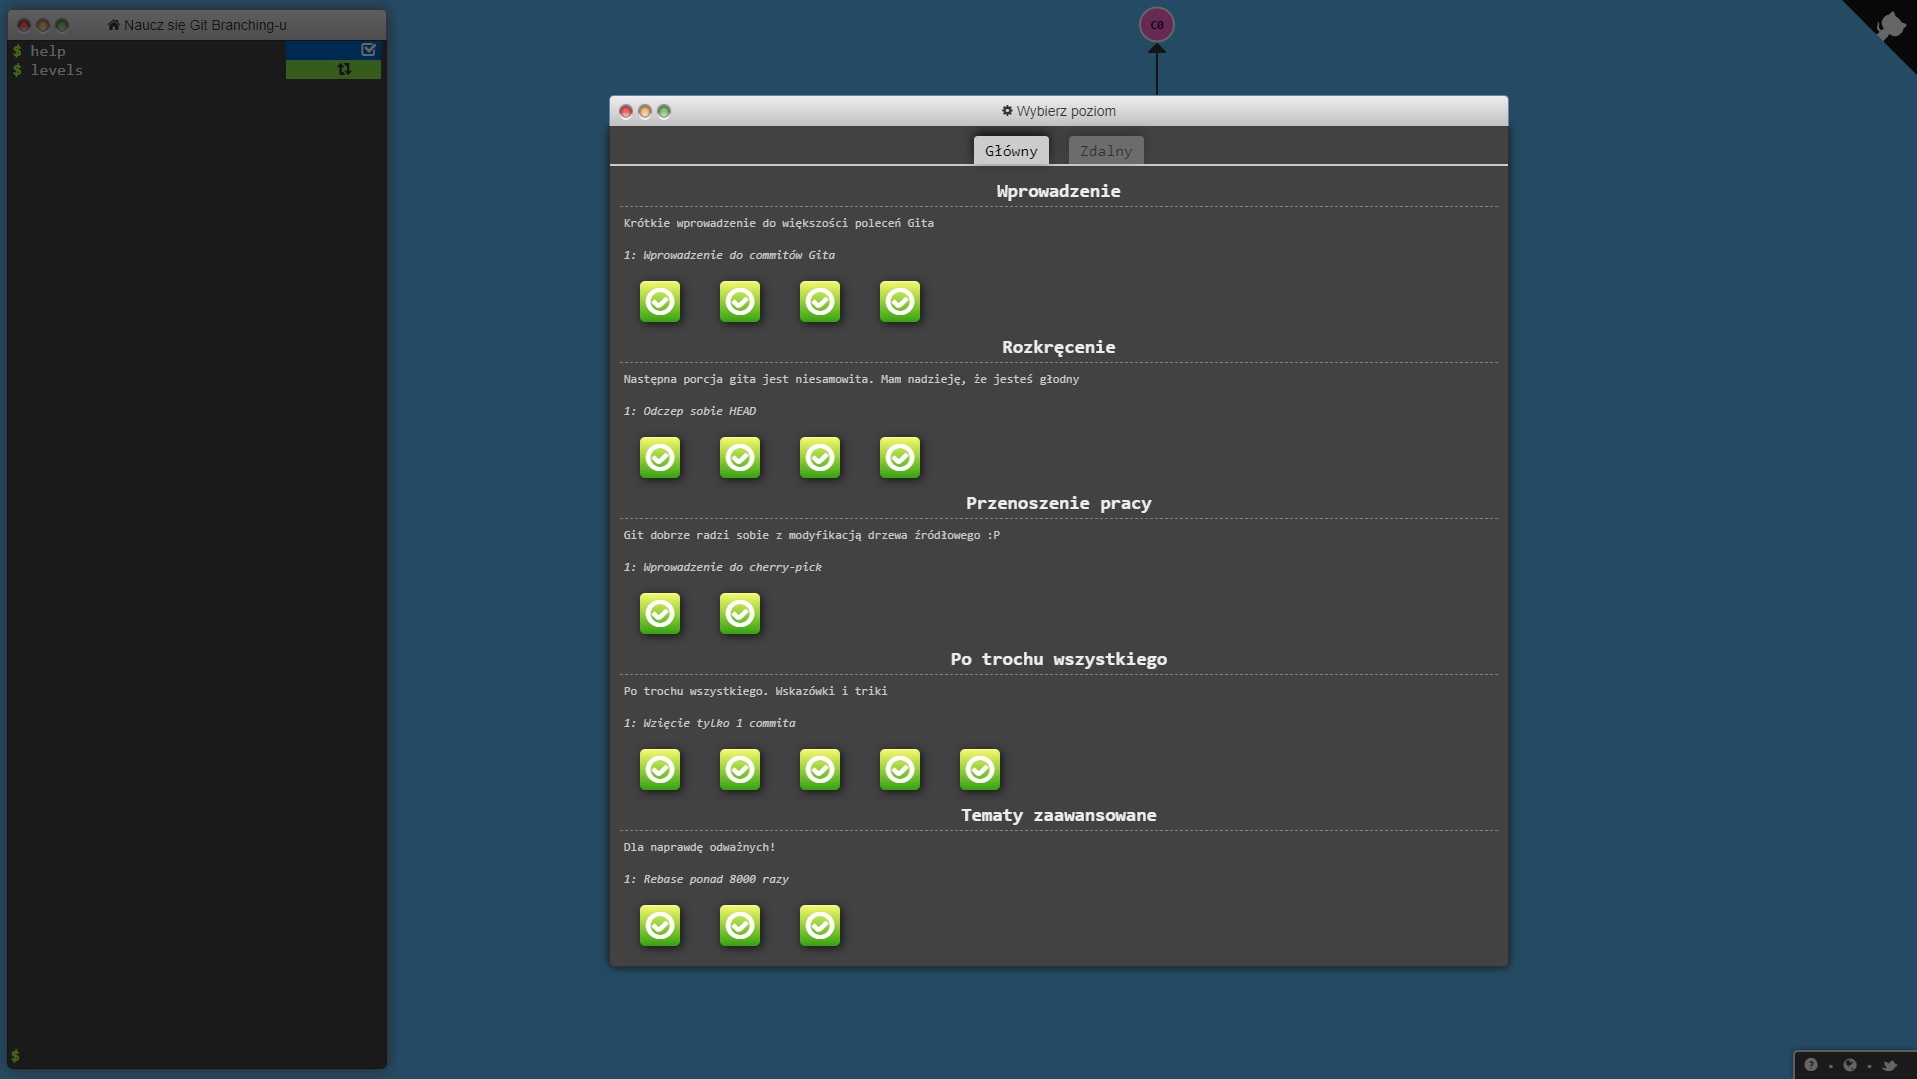 Naucz się Git Branching-u
$ help
$ levels
$
C0
Wybierz poziom
Główny
Zdalny
Wprowadzenie
Krótkie wprowadzenie do większości poleceń Gita
1: Wprowadzenie do commitów Gita
Rozkręcenie
Następna porcja gita jest niesamowita. Mam nadzieję, że jesteś głodny
1: Odczep sobie HEAD
Przenoszenie pracy
Git dobrze radzi sobie z modyfikacją drzewa źródłowego :P
1: Wprowadzenie do cherry-pick
Po trochu wszystkiego
Po trochu wszystkiego. Wskazówki i triki
1: Wzięcie tylko 1 commita
Tematy zaawansowane
Dla naprawdę odważnych!
1: Rebase ponad 8000 razy